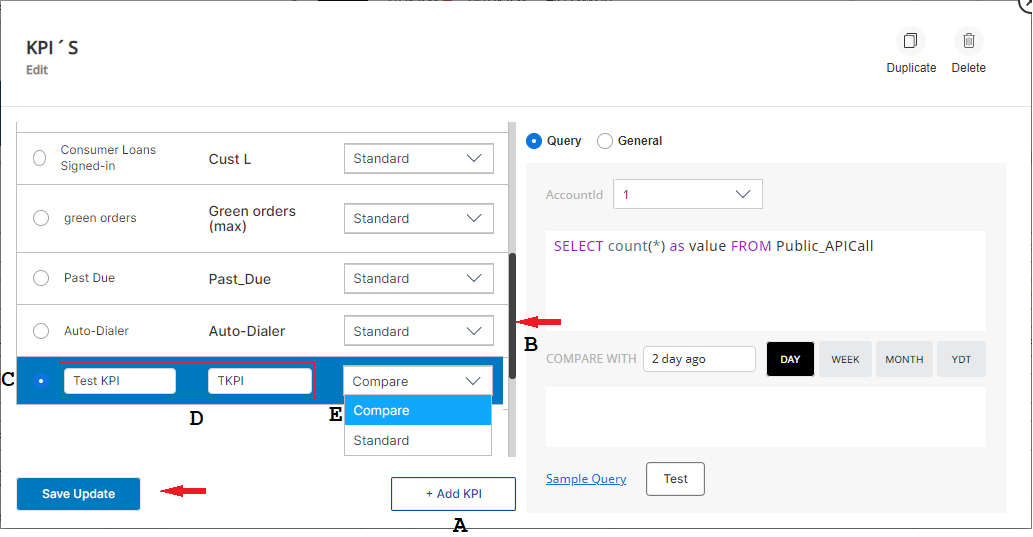 KPI´S
Edit
Duplicate
Delete
Consumer Loans
Signed-in
Cust L
Standard
green orders
Green orders
(max)
Standard
Past Due
Past_Due
Standard
Auto-Dialer
Auto-Dialer
Standard
B
C
Test KPI
TKPI
Compare
D
E
Compare
Standard
Save Update
+ Add KPI
A
Query
General
AccountId
1
SELECT count(*) as value FROM Public_APICall
COMPARE WITH
2 day ago
DAY
WEEK
MONTH
YDT
Sample Query
Test